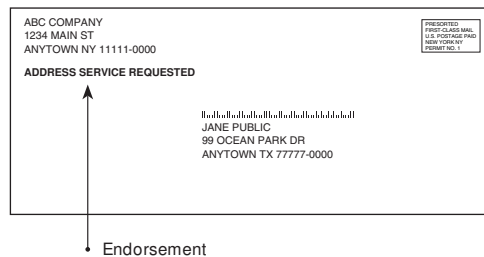 ABC COMPANY
1234 MAIN ST
ANYTOWN NY 11111-0000
ADDRESS SERVICE REQUESTED
PRESORTED
FIRST-CLASS MAIL
U.S. POSTAGE PAID
NEW YORK NY
PERMIT NO. 1
JANE PUBLIC
99 OCEAN PARK DR
ANYTOWN TX 77777-0000
Endorsement